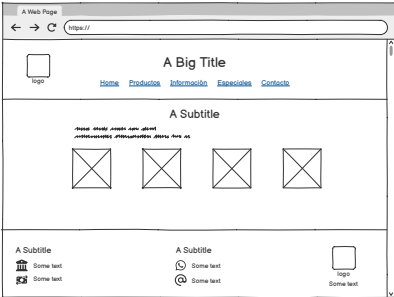 A Web Page
https://
A Big Title
logo
Home Productos Información Especiales Contacto
A Subtitle
A Subtitle
Some text
Some text
A Subtitle
Some text
Some text
logo
Some text